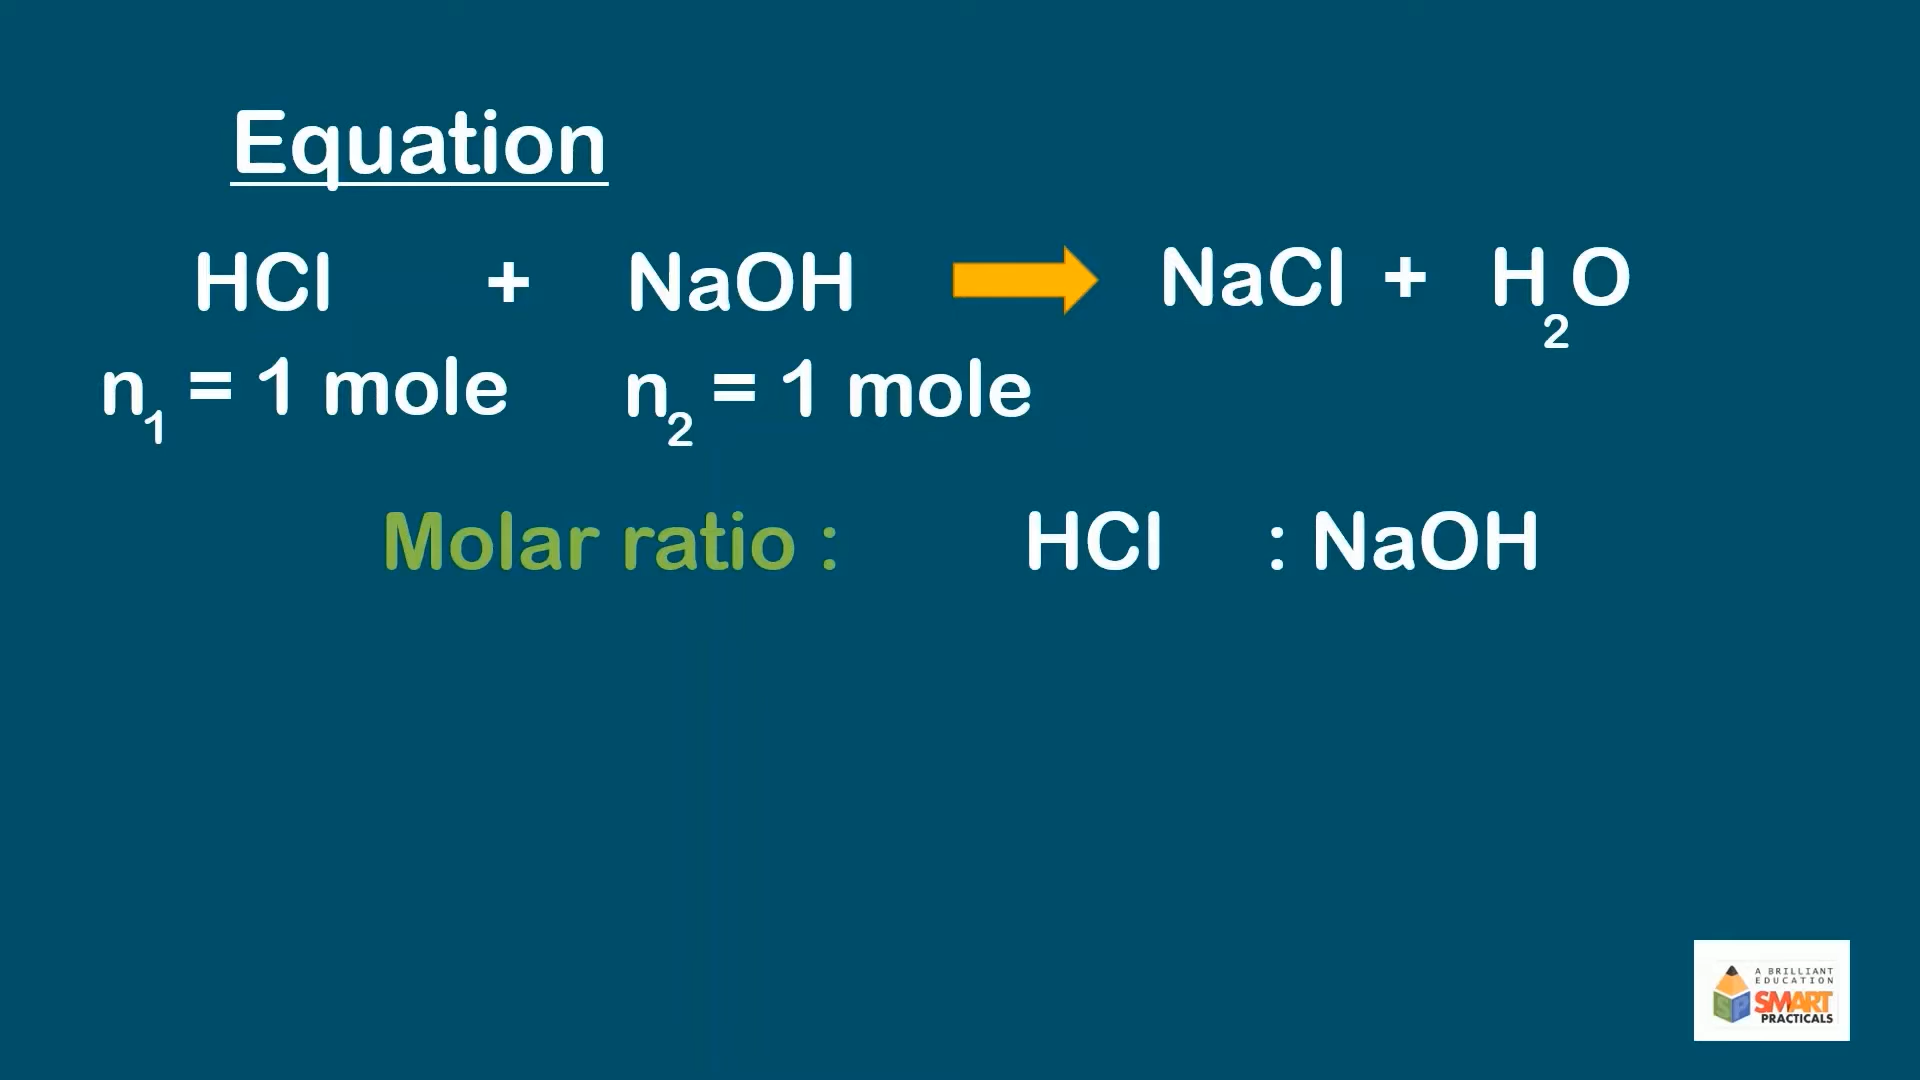 Equation
HCl + NaOH NaCl + H2O
n1 = 1 mole n2 = 1 mole
Molar ratio : HCl : NaOH
A BRILLIANT
EDUCATION
SP SMART
PRACTICALS